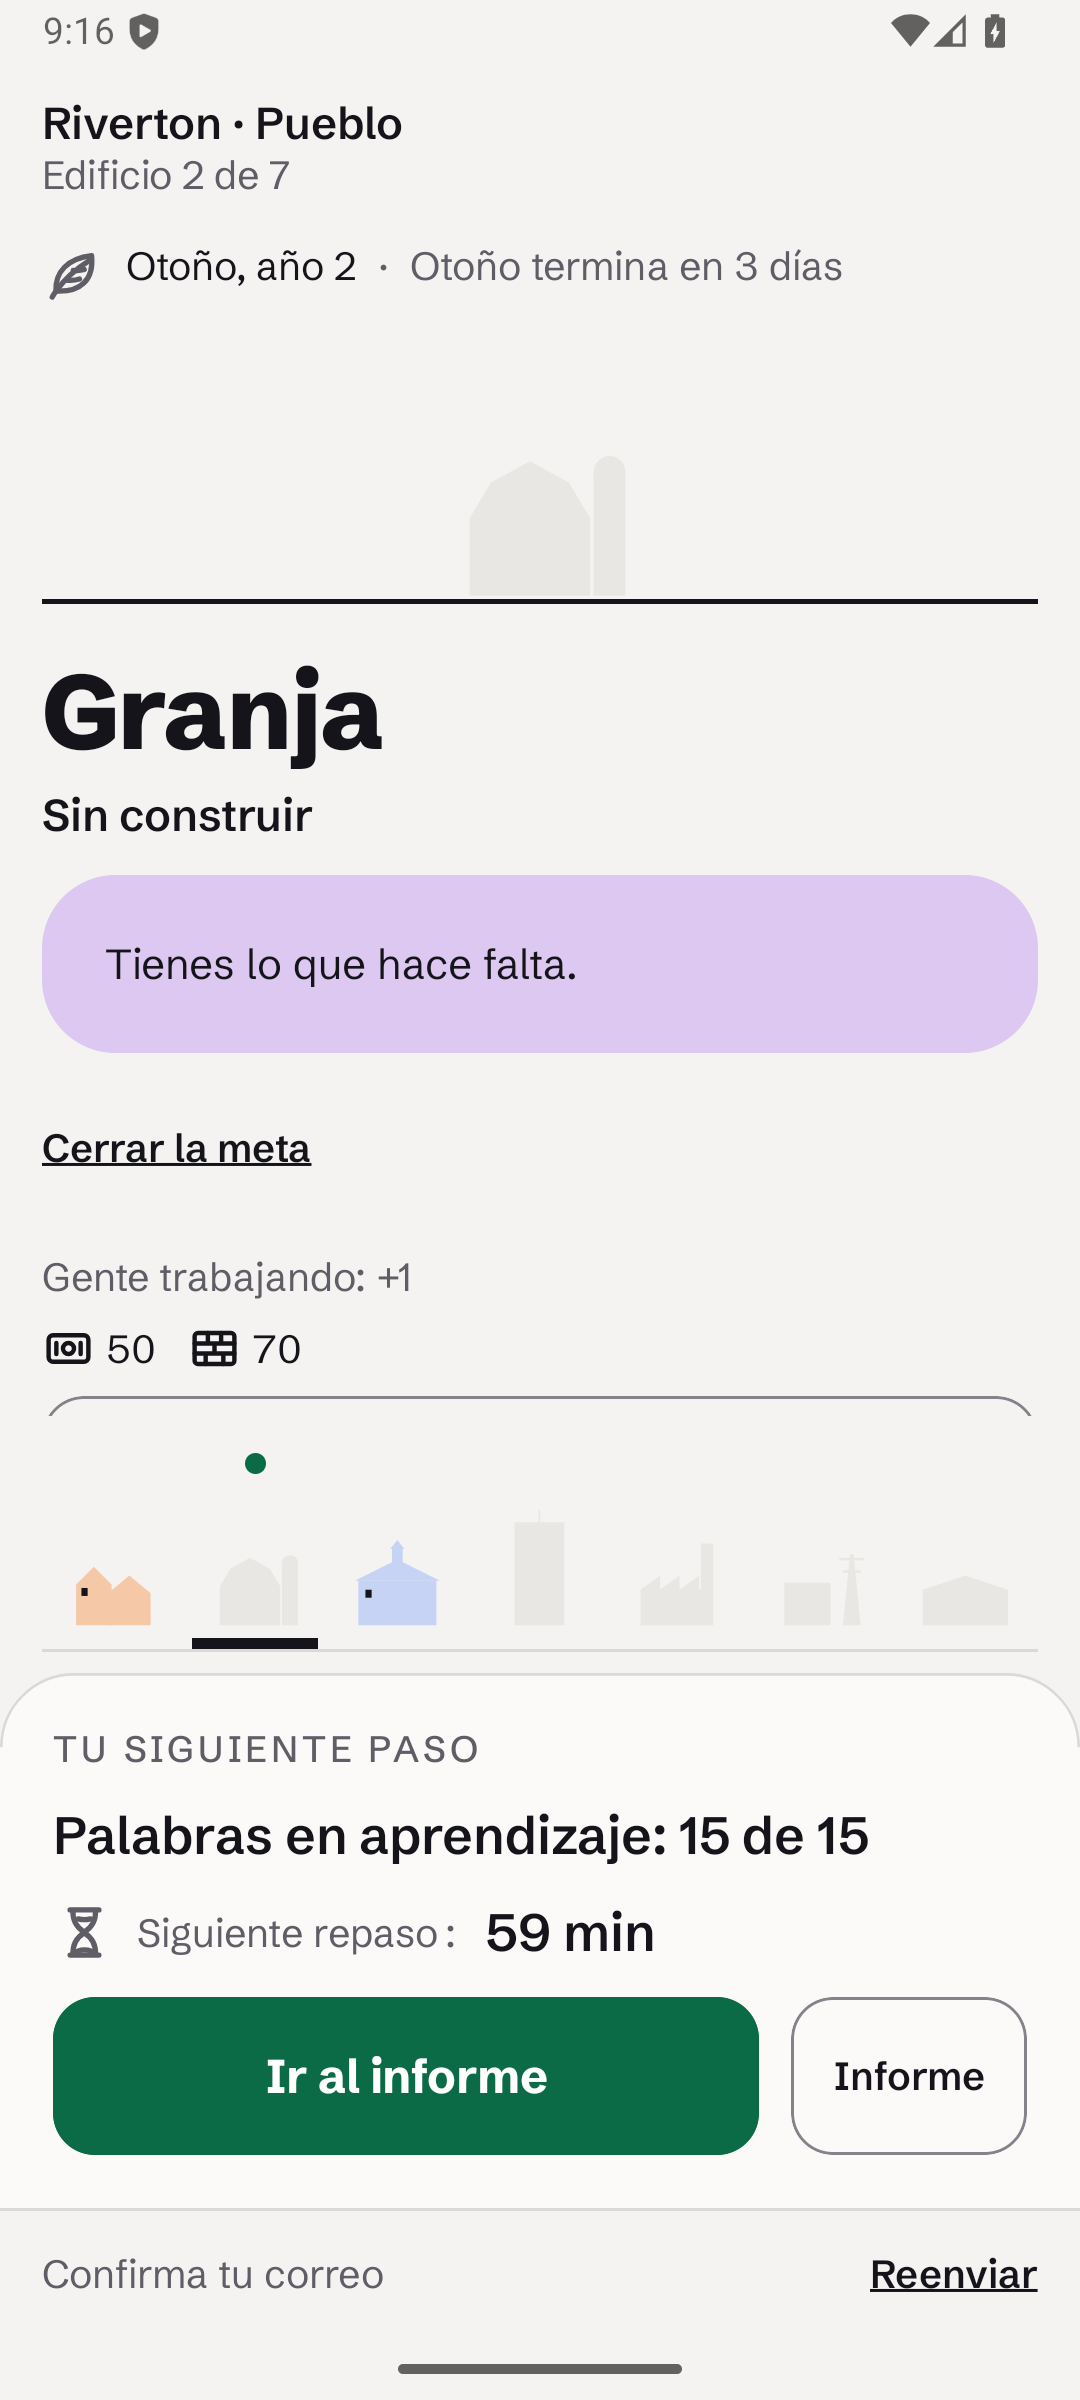 9:16
Riverton · Pueblo
Edificio 2 de 7
Otoño, año 2 · Otoño termina en 3 días
Granja
Sin construir
Tienes lo que hace falta.
Cerrar la meta
Gente trabajando: +1
50 70
TU SIGUIENTE PASO
Palabras en aprendizaje: 15 de 15
Siguiente repaso: 59 min
Ir al informe
Informe
Confirma tu correo
Reenviar